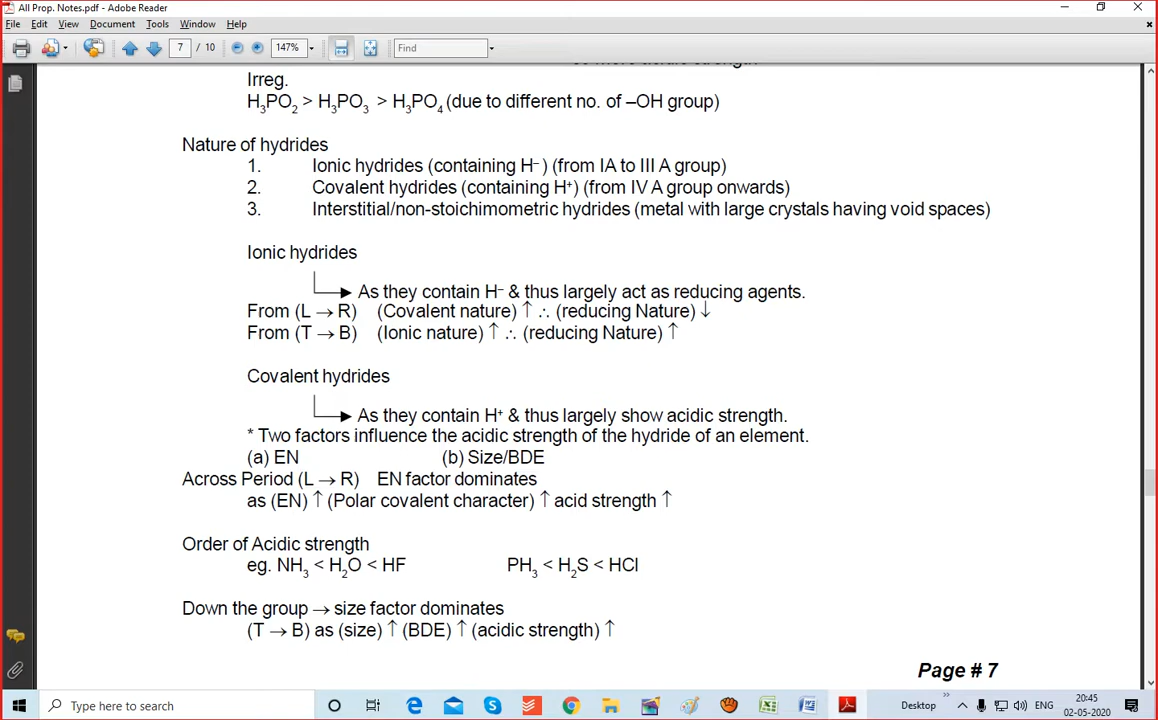 All Prop. Notes.pdf - Adobe Reader
File Edit View Document Tools Window Help
7 / 10 147% Find
Irreg.
H₃PO₂ > H₃PO₃ > H₃PO₄ (due to different no. of –OH group)
Nature of hydrides
1. Ionic hydrides (containing H⁻) (from IA to III A group)
2. Covalent hydrides (containing H⁺) (from IV A group onwards)
3. Interstitial/non-stoichimometric hydrides (metal with large crystals having void spaces)
Ionic hydrides
As they contain H⁻ & thus largely act as reducing agents.
From (L → R) (Covalent nature) ↑ ∴ (reducing Nature) ↓
From (T → B) (Ionic nature) ↑ ∴ (reducing Nature) ↑
Covalent hydrides
As they contain H⁺ & thus largely show acidic strength.
* Two factors influence the acidic strength of the hydride of an element.
(a) EN (b) Size/BDE
Across Period (L → R) EN factor dominates
as (EN) ↑ (Polar covalent character) ↑ acid strength ↑
Order of Acidic strength
eg. NH₃ < H₂O < HF PH₃ < H₂S < HCl
Down the group → size factor dominates
(T → B) as (size) ↑ (BDE) ↑ (acidic strength) ↑
Page # 7
Type here to search
Desktop ENG 20:45
02-05-2020